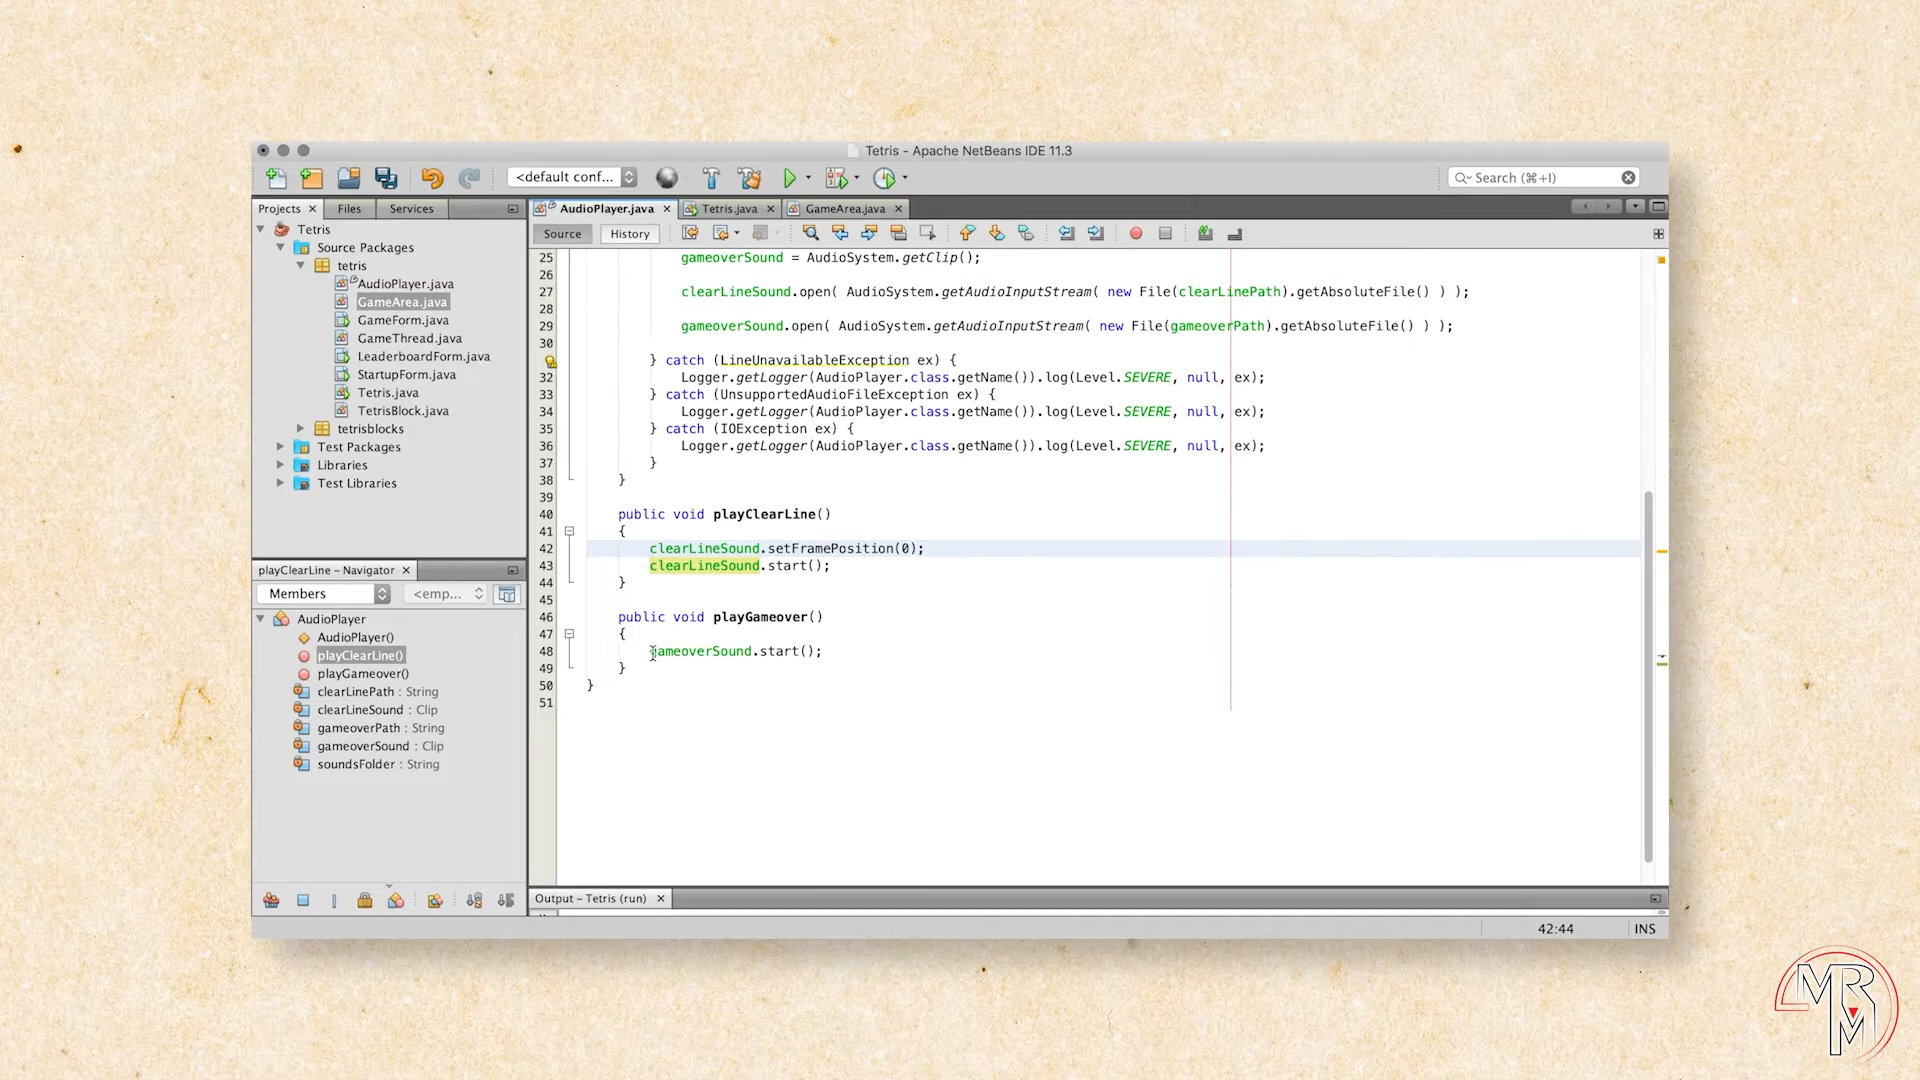 Tetris - Apache NetBeans IDE 11.3
<default conf...
Search (⌘+I)
Projects
Files
Services
AudioPlayer.java
Tetris.java
GameArea.java
Source
History
Tetris
Source Packages
tetris
AudioPlayer.java
GameArea.java
GameForm.java
GameThread.java
LeaderboardForm.java
StartupForm.java
Tetris.java
TetrisBlock.java
tetrisblocks
Test Packages
Libraries
Test Libraries
playClearLine - Navigator
Members
<emp...
AudioPlayer
AudioPlayer()
playClearLine()
playGameover()
clearLinePath : String
clearLineSound : Clip
gameoverPath : String
gameoverSound : Clip
soundsFolder : String
25 gameoverSound = AudioSystem.getClip();
26
27 clearLineSound.open( AudioSystem.getAudioInputStream( new File(clearLinePath).getAbsoluteFile() ) );
28
29 gameoverSound.open( AudioSystem.getAudioInputStream( new File(gameoverPath).getAbsoluteFile() ) );
30
} catch (LineUnavailableException ex) {
32 Logger.getLogger(AudioPlayer.class.getName()).log(Level.SEVERE, null, ex);
33 } catch (UnsupportedAudioFileException ex) {
34 Logger.getLogger(AudioPlayer.class.getName()).log(Level.SEVERE, null, ex);
35 } catch (IOException ex) {
36 Logger.getLogger(AudioPlayer.class.getName()).log(Level.SEVERE, null, ex);
37 }
38 }
39
40 public void playClearLine()
41 {
42 clearLineSound.setFramePosition(0);
43 clearLineSound.start();
44 }
45
46 public void playGameover()
47 {
48 gameoverSound.start();
49 }
50 }
51
Output - Tetris (run)
42:44
INS
MRM